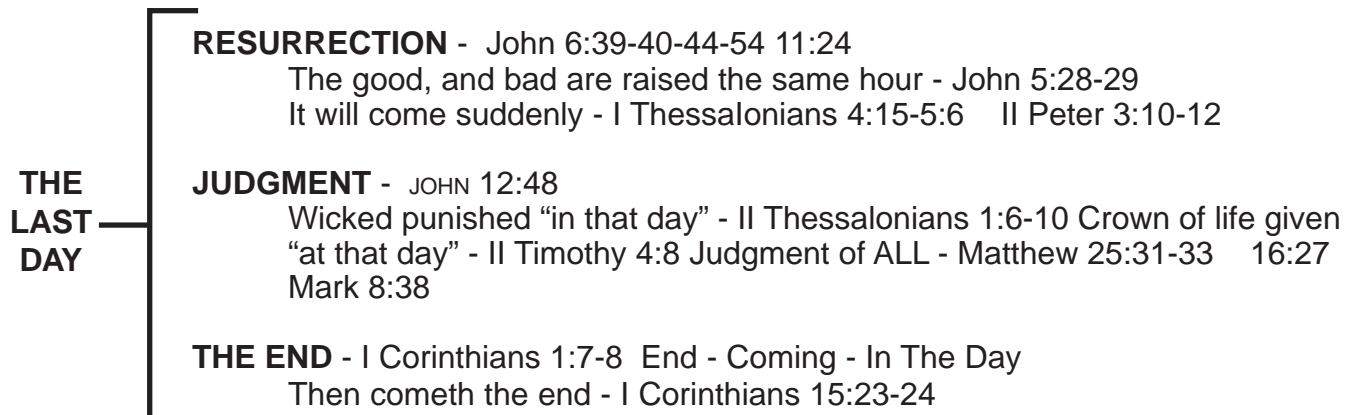 RESURRECTION - John 6:39-40-44-54 11:24
The good, and bad are raised the same hour - John 5:28-29
It will come suddenly - I Thessalonians 4:15-5:6 II Peter 3:10-12
THE
LAST
DAY
JUDGMENT - JOHN 12:48
Wicked punished “in that day” - II Thessalonians 1:6-10 Crown of life given
“at that day” - II Timothy 4:8 Judgment of ALL - Matthew 25:31-33 16:27
Mark 8:38
THE END - I Corinthians 1:7-8 End - Coming - In The Day
Then cometh the end - I Corinthians 15:23-24